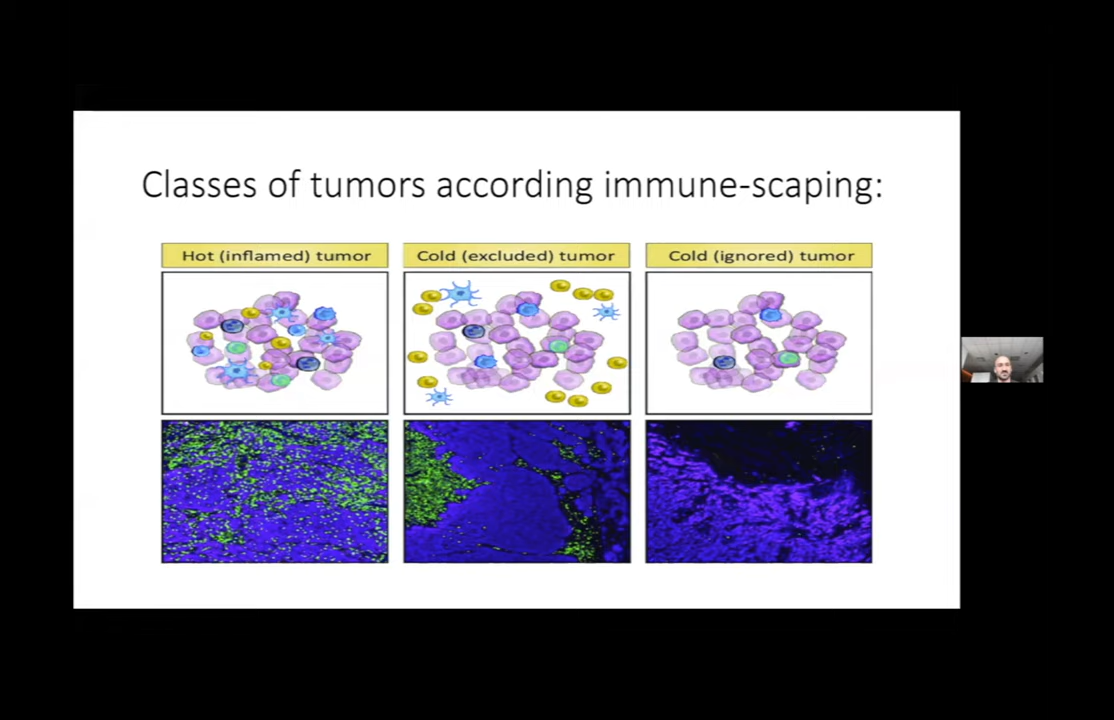 Classes of tumors according immune-scaping:
Hot (inflamed) tumor
Cold (excluded) tumor
Cold (ignored) tumor